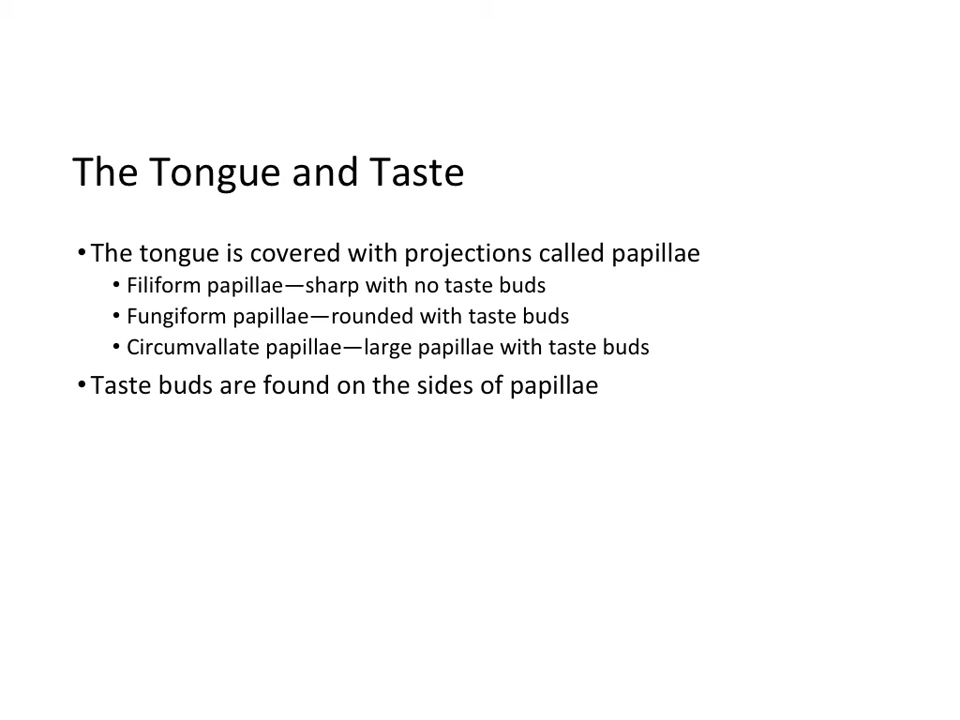 The Tongue and Taste
•The tongue is covered with projections called papillae
• Filiform papillae—sharp with no taste buds
• Fungiform papillae—rounded with taste buds
• Circumvallate papillae—large papillae with taste buds
•Taste buds are found on the sides of papillae